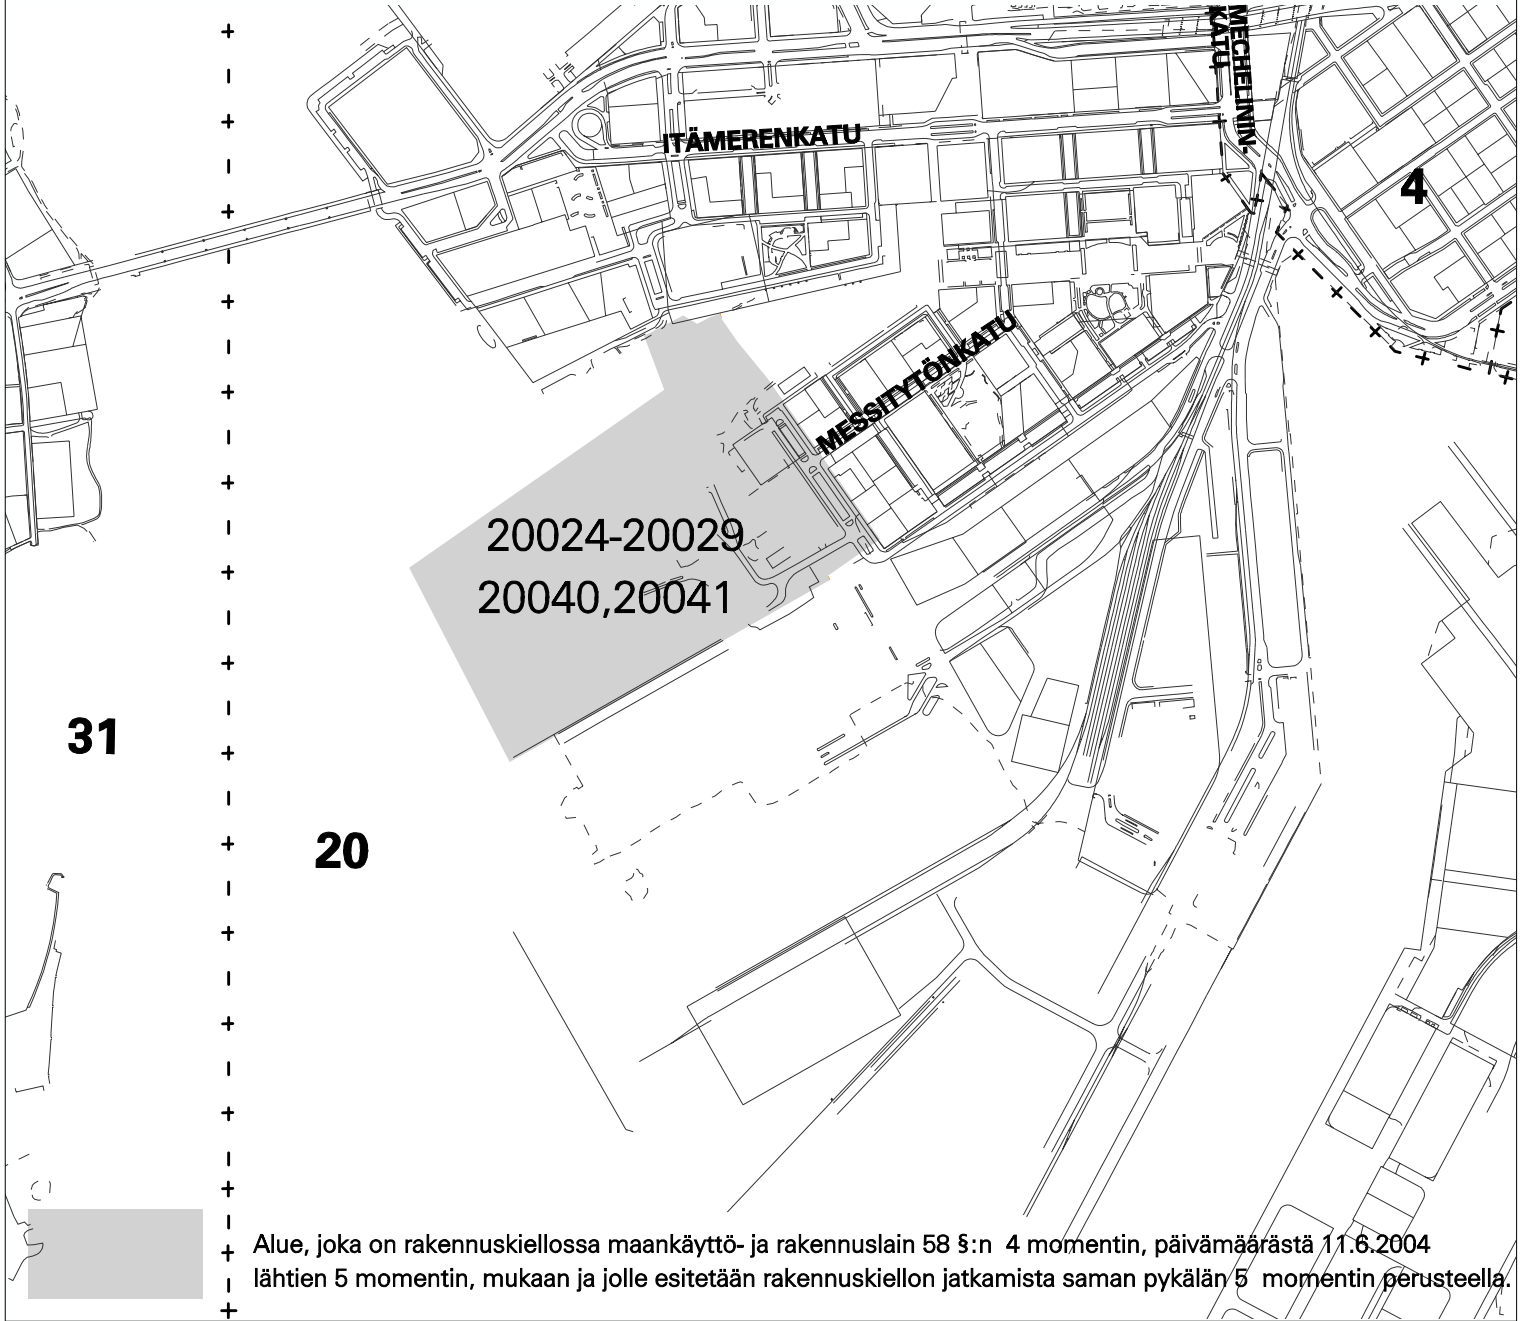 MECHELININ-
KATU
ITÄMERENKATU
4
MESSITYTÖNKATU
20024-20029
20040,20041
31
20
Alue, joka on rakennuskiellossa maankäyttö- ja rakennuslain 58 §:n 4 momentin, päivämäärästä 11.6.2004
lähtien 5 momentin, mukaan ja jolle esitetään rakennuskiellon jatkamista saman pykälän 5 momentin perusteella.